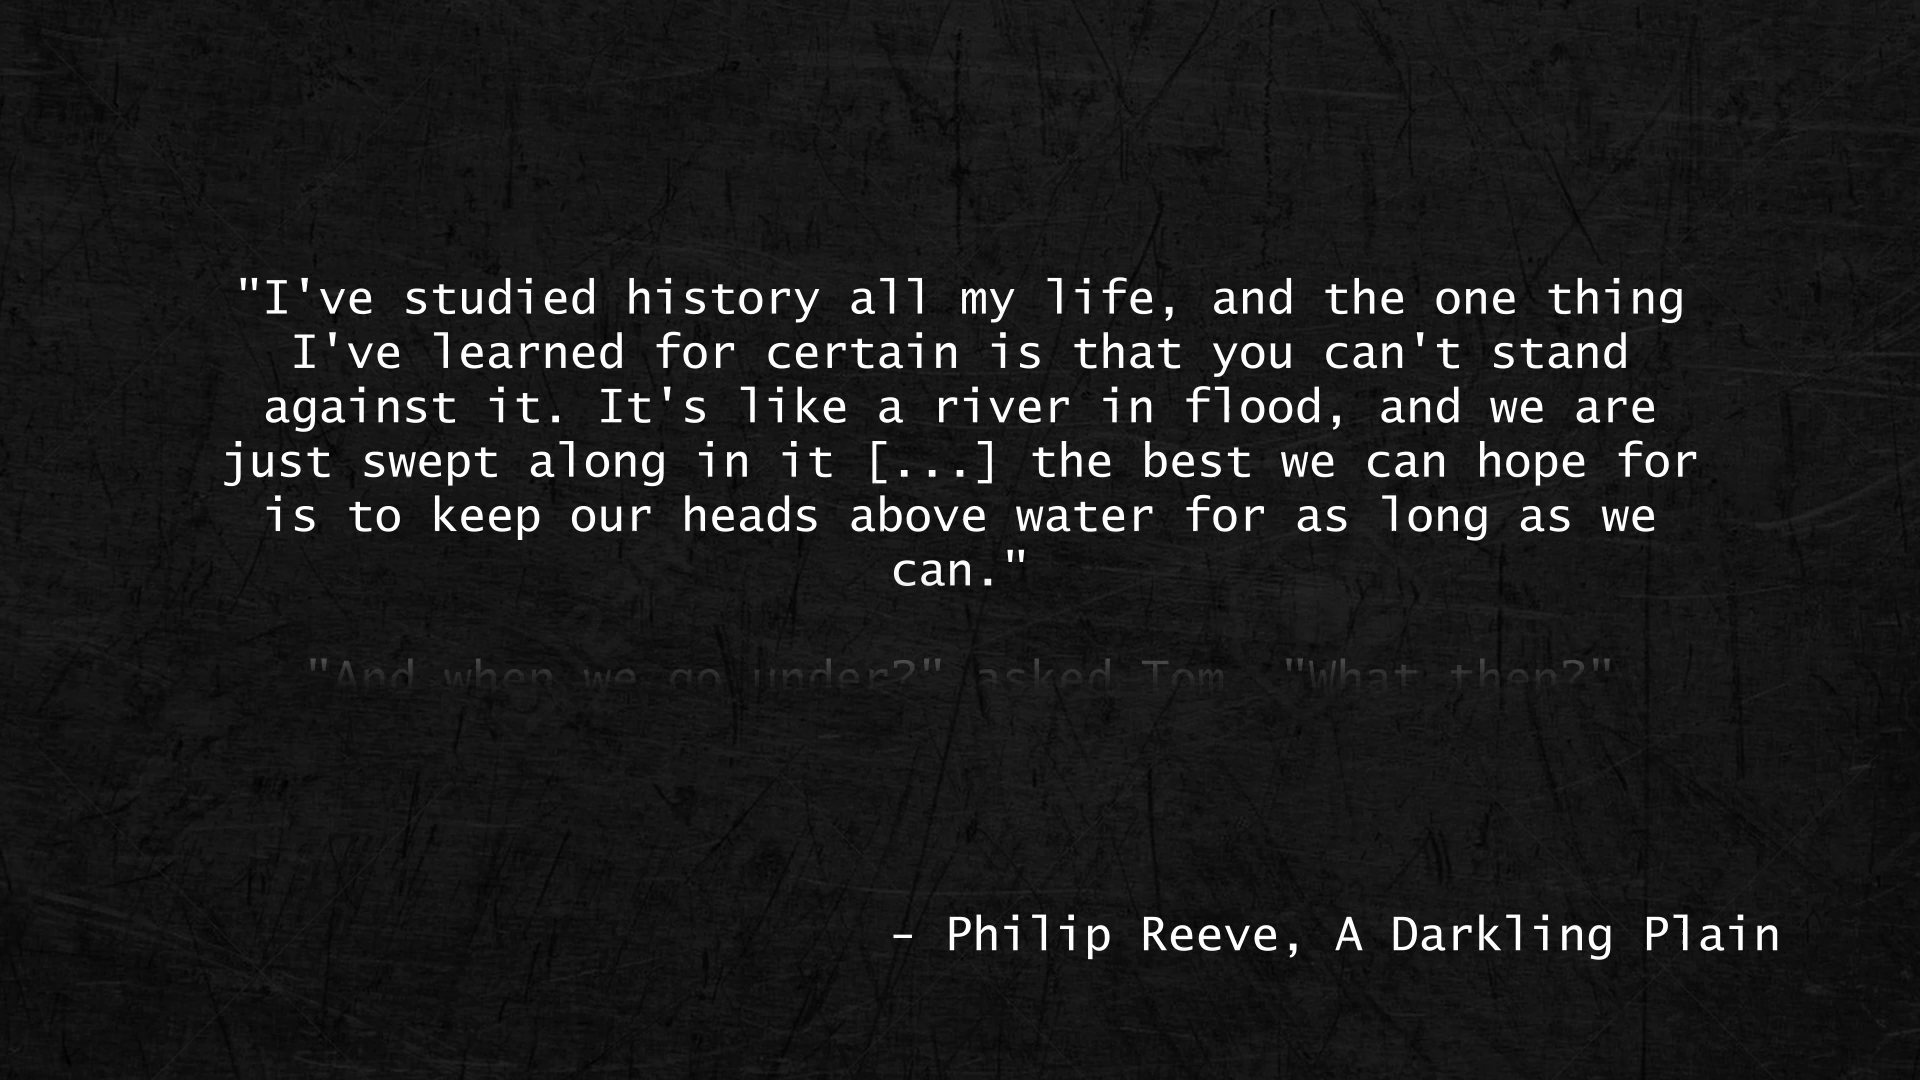 "I've studied history all my life, and the one thing
I've learned for certain is that you can't stand
against it. It's like a river in flood, and we are
just swept along in it [...] the best we can hope for
is to keep our heads above water for as long as we
can."
"And when we go under?" asked Tom. "What then?"
– Philip Reeve, A Darkling Plain